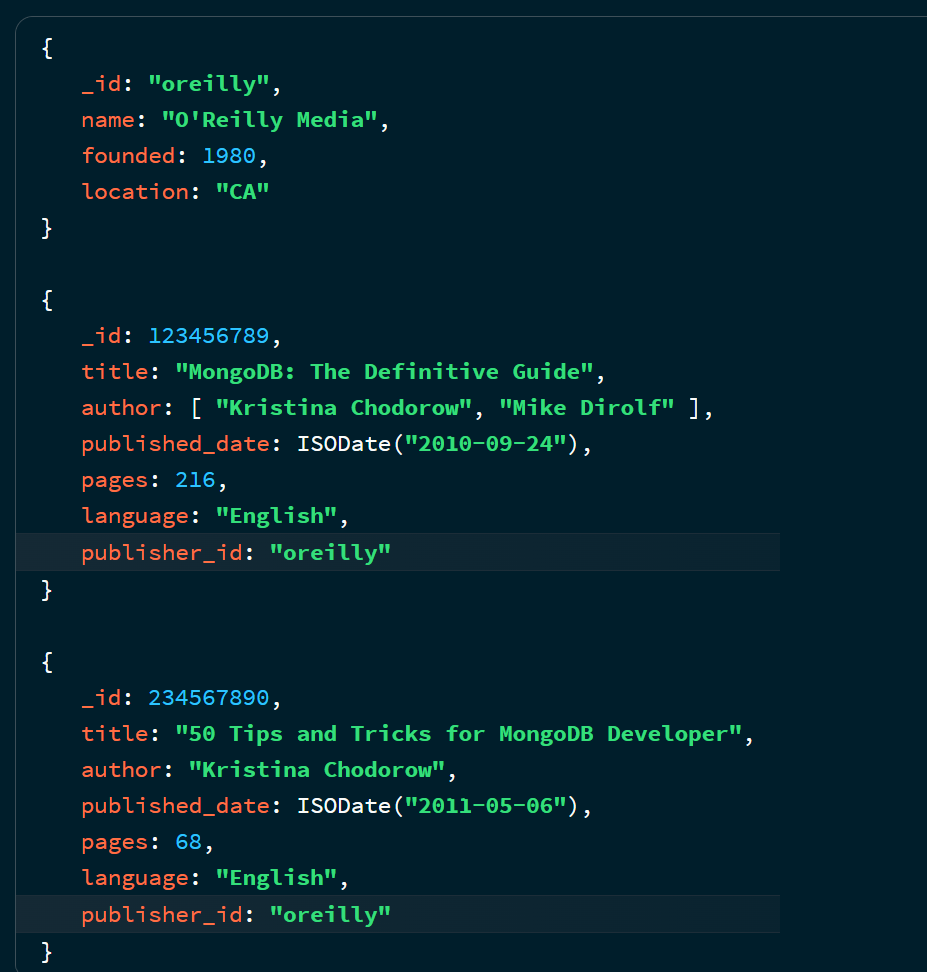 {
_id: "oreilly",
name: "O'Reilly Media",
founded: 1980,
location: "CA"
}
{
_id: 123456789,
title: "MongoDB: The Definitive Guide",
author: [ "Kristina Chodorow", "Mike Dirolf" ],
published_date: ISODate("2010-09-24"),
pages: 216,
language: "English",
publisher_id: "oreilly"
}
{
_id: 234567890,
title: "50 Tips and Tricks for MongoDB Developer",
author: "Kristina Chodorow",
published_date: ISODate("2011-05-06"),
pages: 68,
language: "English",
publisher_id: "oreilly"
}